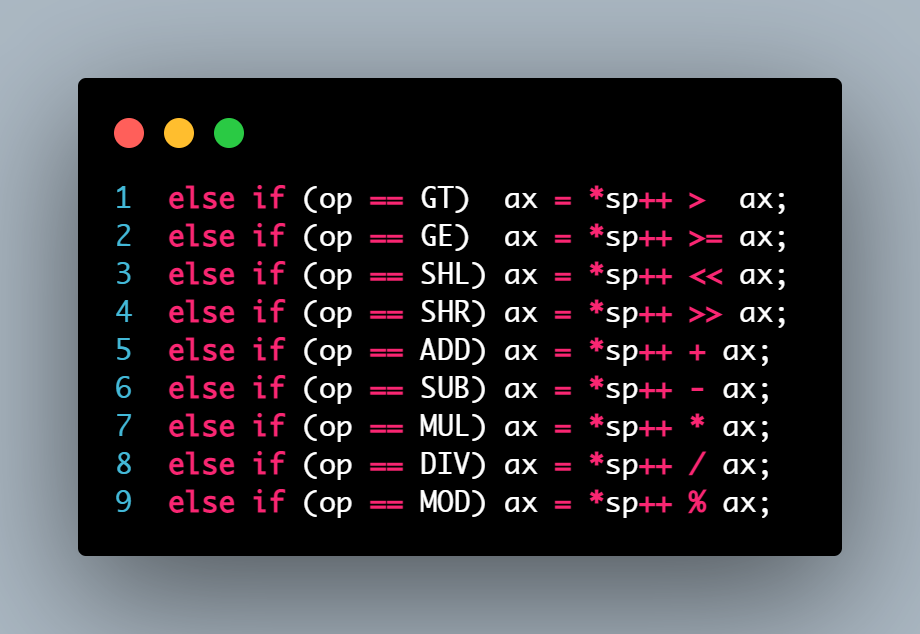 1 else if (op == GT)  ax = *sp++ >  ax;
2 else if (op == GE)  ax = *sp++ >= ax;
3 else if (op == SHL) ax = *sp++ << ax;
4 else if (op == SHR) ax = *sp++ >> ax;
5 else if (op == ADD) ax = *sp++ + ax;
6 else if (op == SUB) ax = *sp++ - ax;
7 else if (op == MUL) ax = *sp++ * ax;
8 else if (op == DIV) ax = *sp++ / ax;
9 else if (op == MOD) ax = *sp++ % ax;